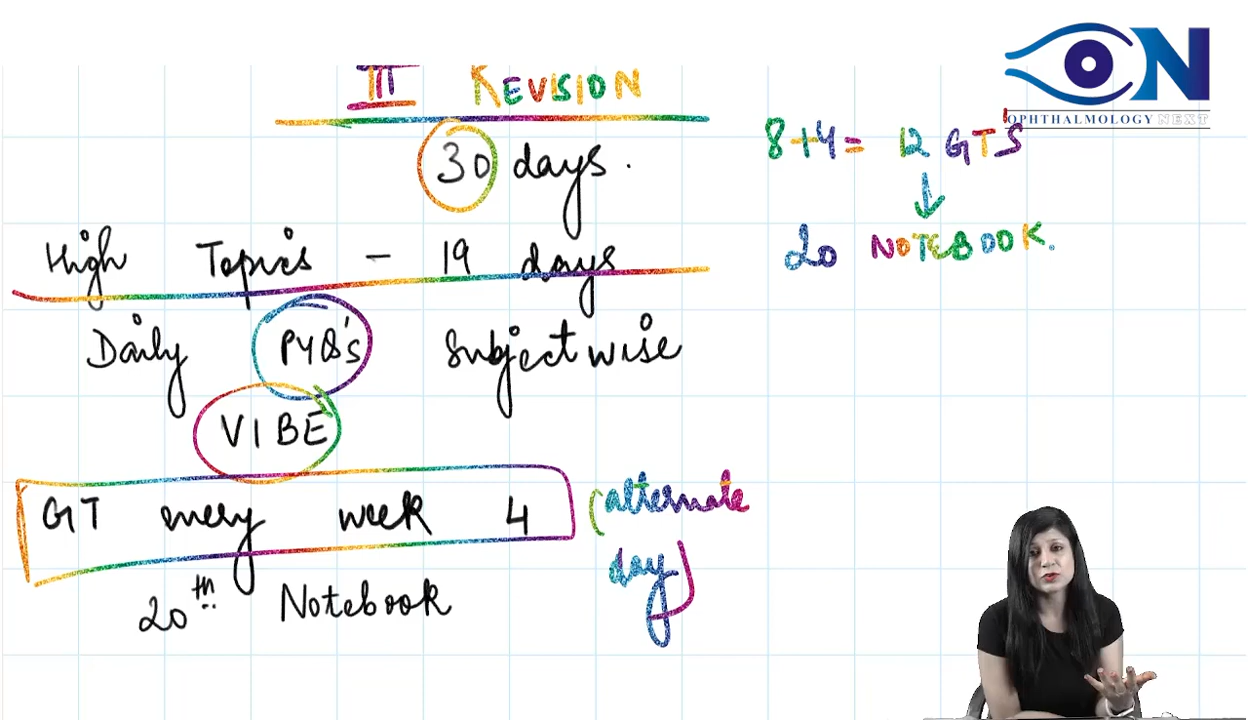 III REVISION
30 days.
High Topics - 19 days
Daily PYQ's Subjectwise
VIBE
GT every week 4 (alternate day)
20th Notebook
8+4= 12 GTS
↓
20 NOTEBOOK.
ON
OPHTHALMOLOGY NEXT